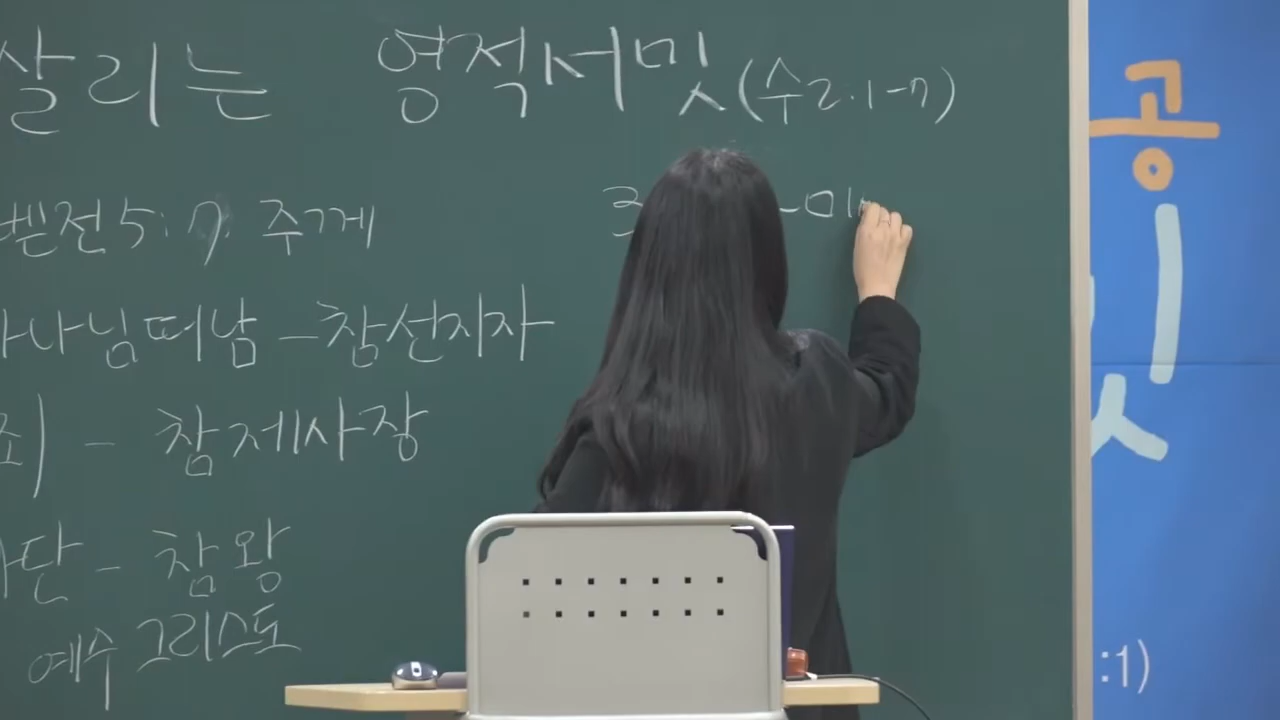 살리는 영적서밋(수2:1-7)
벧전5:7 주께
3
하나님떠남-참선지자
죄 - 참제사장
사단 - 참왕
예수 그리스도
공
:1)